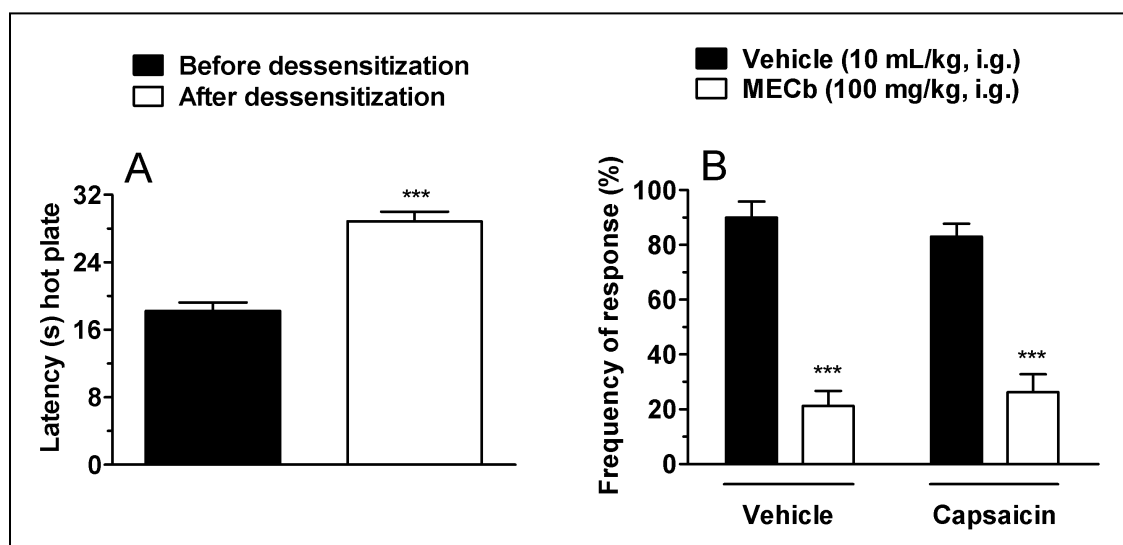 Before dessensitization
After dessensitization
A
Latency (s) hot plate
32
24
16
8
0
***
Vehicle (10 mL/kg, i.g.)
MECb (100 mg/kg, i.g.)
B
Frequency of response (%)
100
80
60
40
20
0
***
***
Vehicle
Capsaicin